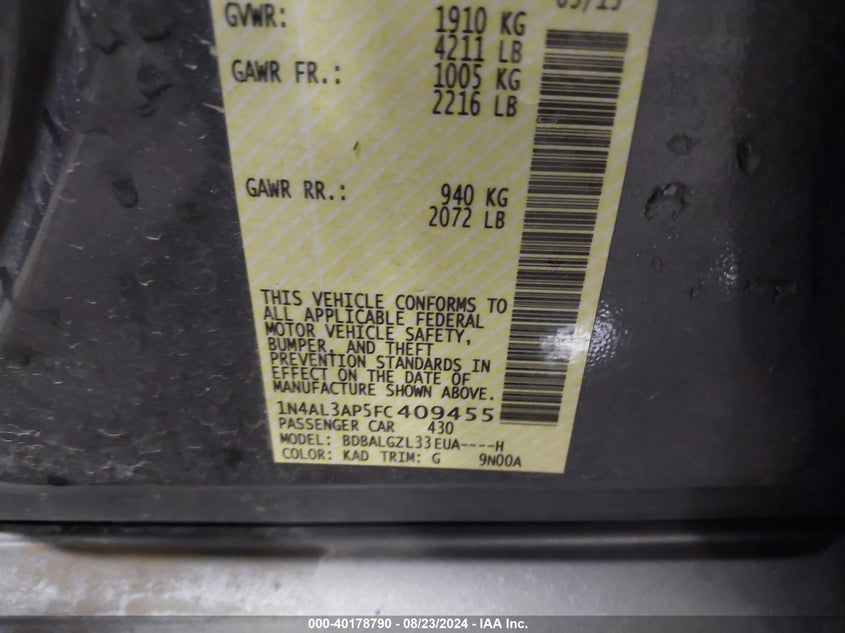 GVWR: 1910 KG
4211 LB
GAWR FR.: 1005 KG
2216 LB
GAWR RR.: 940 KG
2072 LB
THIS VEHICLE CONFORMS TO
ALL APPLICABLE FEDERAL
MOTOR VEHICLE SAFETY,
BUMPER, AND THEFT
PREVENTION STANDARDS IN
EFFECT ON THE DATE OF
MANUFACTURE SHOWN ABOVE.
1N4AL3AP5FC409455
PASSENGER CAR 430
MODEL: BDBALGZL33EUA----H
COLOR: KAD TRIM: G 9N00A
000-40178790 - 08/23/2024 - IAA Inc.